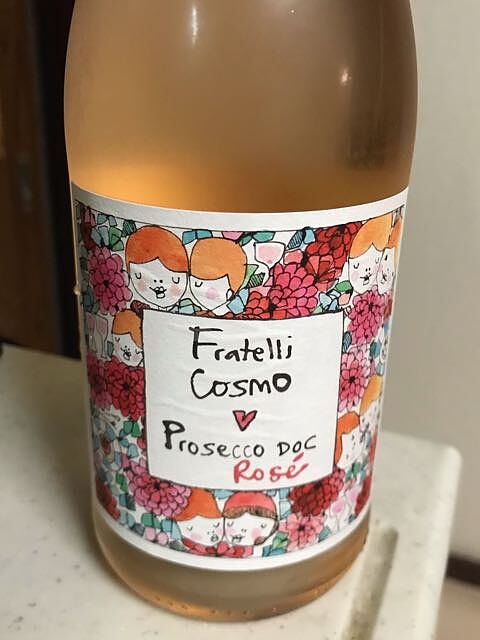 Fratelli
Cosmo
Prosecco DOC
Rosé